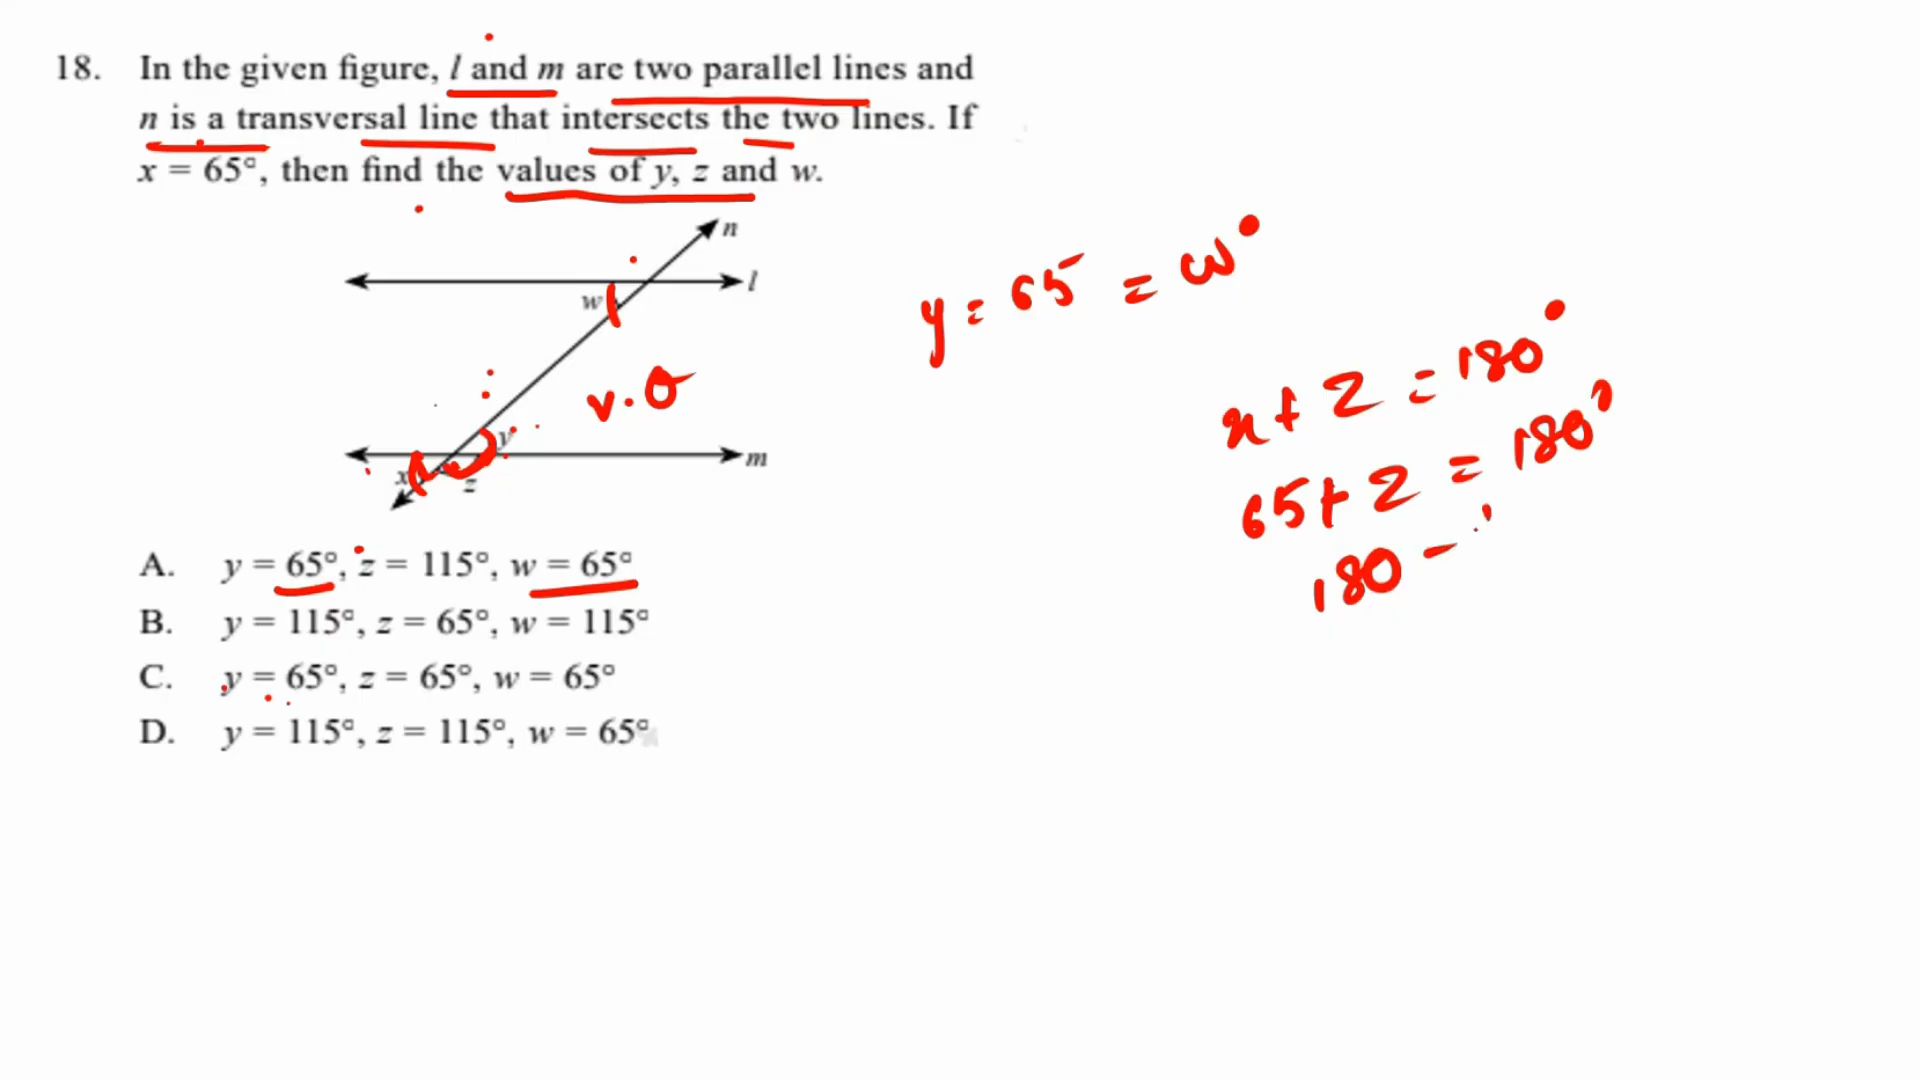 18. In the given figure, l and m are two parallel lines and
n is a transversal line that intersects the two lines. If
x = 65°, then find the values of y, z and w.
n
l
w
v.o
y
m
x
z
A. y = 65°, z = 115°, w = 65°
B. y = 115°, z = 65°, w = 115°
C. y = 65°, z = 65°, w = 65°
D. y = 115°, z = 115°, w = 65°
y = 65 = w°
x + z = 180°
65 + z = 180°
180 -